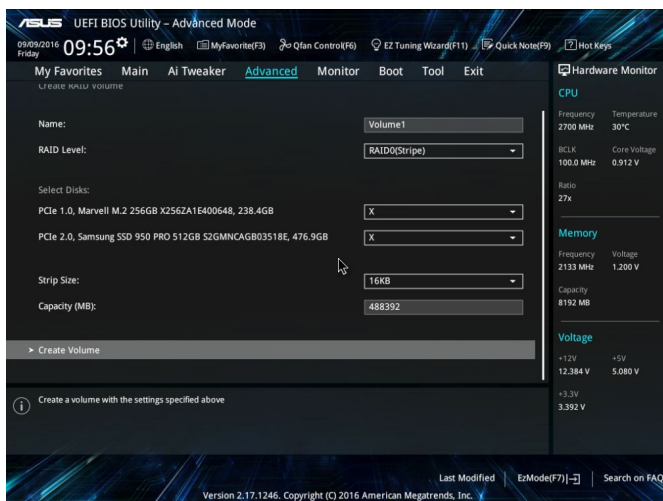 ASUS UEFI BIOS Utility – Advanced Mode
09/09/2016
Friday
09:56
English
MyFavorite(F3)
Qfan Control(F6)
EZ Tuning Wizard(F11)
Quick Note(F9)
? Hot Keys
My Favorites
Main
Ai Tweaker
Advanced
Monitor
Boot
Tool
Exit
Create RAID Volume
Name:
Volume1
RAID Level:
RAID0(Stripe)
Select Disks:
PCIe 1.0, Marvell M.2 256GB X256ZA1E400648, 238.4GB
X
PCIe 2.0, Samsung SSD 950 PRO 512GB S2GMNCAGB03518E, 476.9GB
X
Strip Size:
16KB
Capacity (MB):
488392
> Create Volume
i
Create a volume with the settings specified above
Hardware Monitor
CPU
Frequency Temperature
2700 MHz 30°C
BCLK Core Voltage
100.0 MHz 0.912 V
Ratio
27x
Memory
Frequency Voltage
2133 MHz 1.200 V
Capacity
8192 MB
Voltage
+12V +5V
12.384 V 5.080 V
+3.3V
3.392 V
Last Modified
EzMode(F7)
Search on FAQ
Version 2.17.1246. Copyright (C) 2016 American Megatrends, Inc.